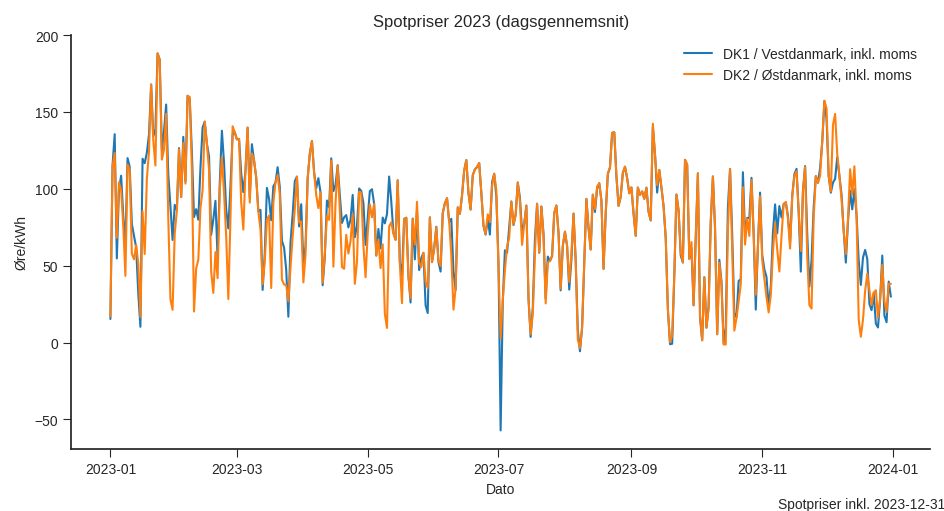 Spotpriser 2023 (dagsgennemsnit)
DK1 / Vestdanmark, inkl. moms
DK2 / Østdanmark, inkl. moms
Øre/kWh
200
150
100
50
0
−50
2023-01
2023-03
2023-05
2023-07
2023-09
2023-11
2024-01
Dato
Spotpriser inkl. 2023-12-31